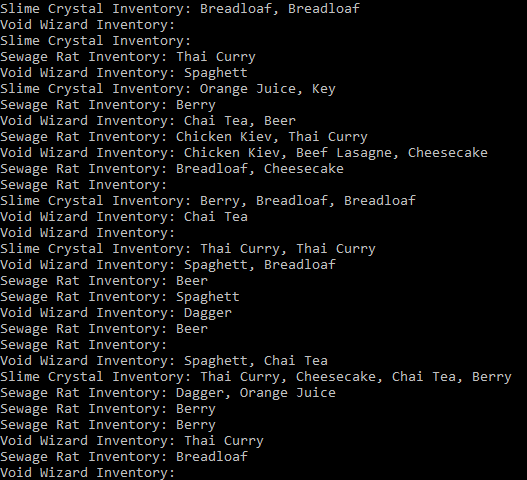 Slime Crystal Inventory: Breadloaf, Breadloaf
Void Wizard Inventory:
Slime Crystal Inventory:
Sewage Rat Inventory: Thai Curry
Void Wizard Inventory: Spaghett
Slime Crystal Inventory: Orange Juice, Key
Sewage Rat Inventory: Berry
Void Wizard Inventory: Chai Tea, Beer
Sewage Rat Inventory: Chicken Kiev, Thai Curry
Void Wizard Inventory: Chicken Kiev, Beef Lasagne, Cheesecake
Sewage Rat Inventory: Breadloaf, Cheesecake
Sewage Rat Inventory:
Slime Crystal Inventory: Berry, Breadloaf, Breadloaf
Void Wizard Inventory: Chai Tea
Void Wizard Inventory:
Slime Crystal Inventory: Thai Curry, Thai Curry
Void Wizard Inventory: Spaghett, Breadloaf
Sewage Rat Inventory: Beer
Sewage Rat Inventory: Spaghett
Void Wizard Inventory: Dagger
Sewage Rat Inventory: Beer
Sewage Rat Inventory:
Void Wizard Inventory: Spaghett, Chai Tea
Slime Crystal Inventory: Thai Curry, Cheesecake, Chai Tea, Berry
Sewage Rat Inventory: Dagger, Orange Juice
Sewage Rat Inventory: Berry
Sewage Rat Inventory: Berry
Void Wizard Inventory: Thai Curry
Sewage Rat Inventory: Breadloaf
Void Wizard Inventory: